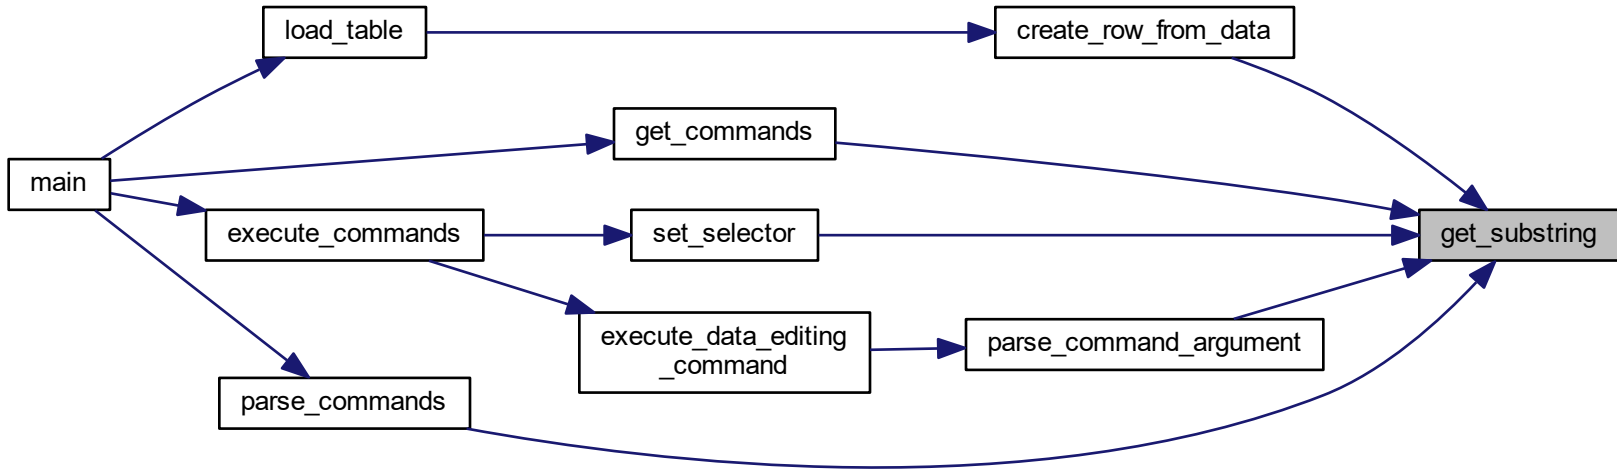 load_table
create_row_from_data
get_commands
main
execute_commands
set_selector
get_substring
execute_data_editing
_command
parse_command_argument
parse_commands